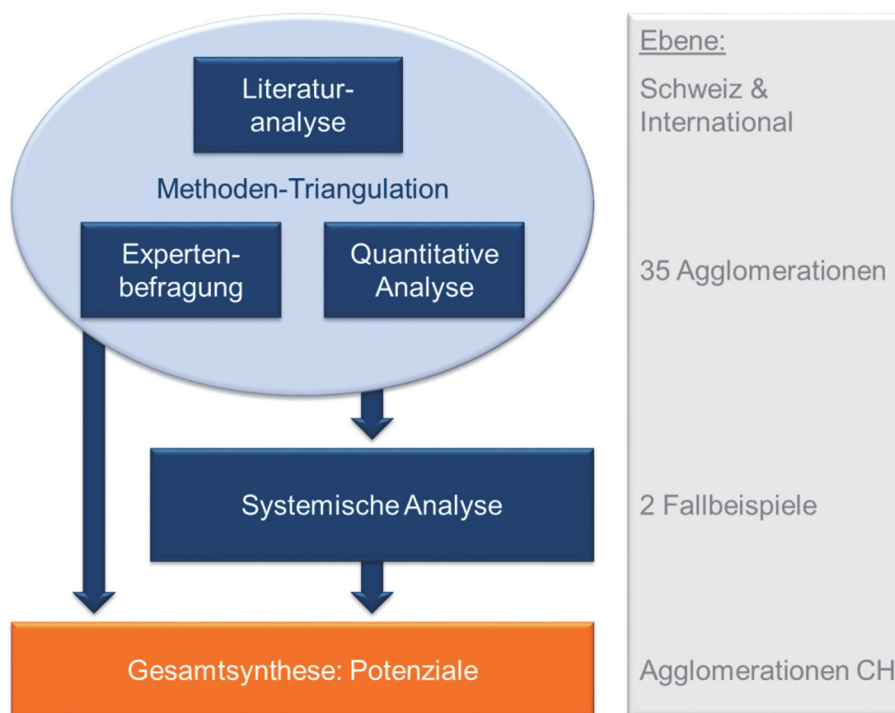 Literatur-
analyse
Methoden-Triangulation
Experten-
befragung
Quantitative
Analyse
Systemische Analyse
Gesamtsynthese: Potenziale
Ebene:
Schweiz &
International
35 Agglomerationen
2 Fallbeispiele
Agglomerationen CH